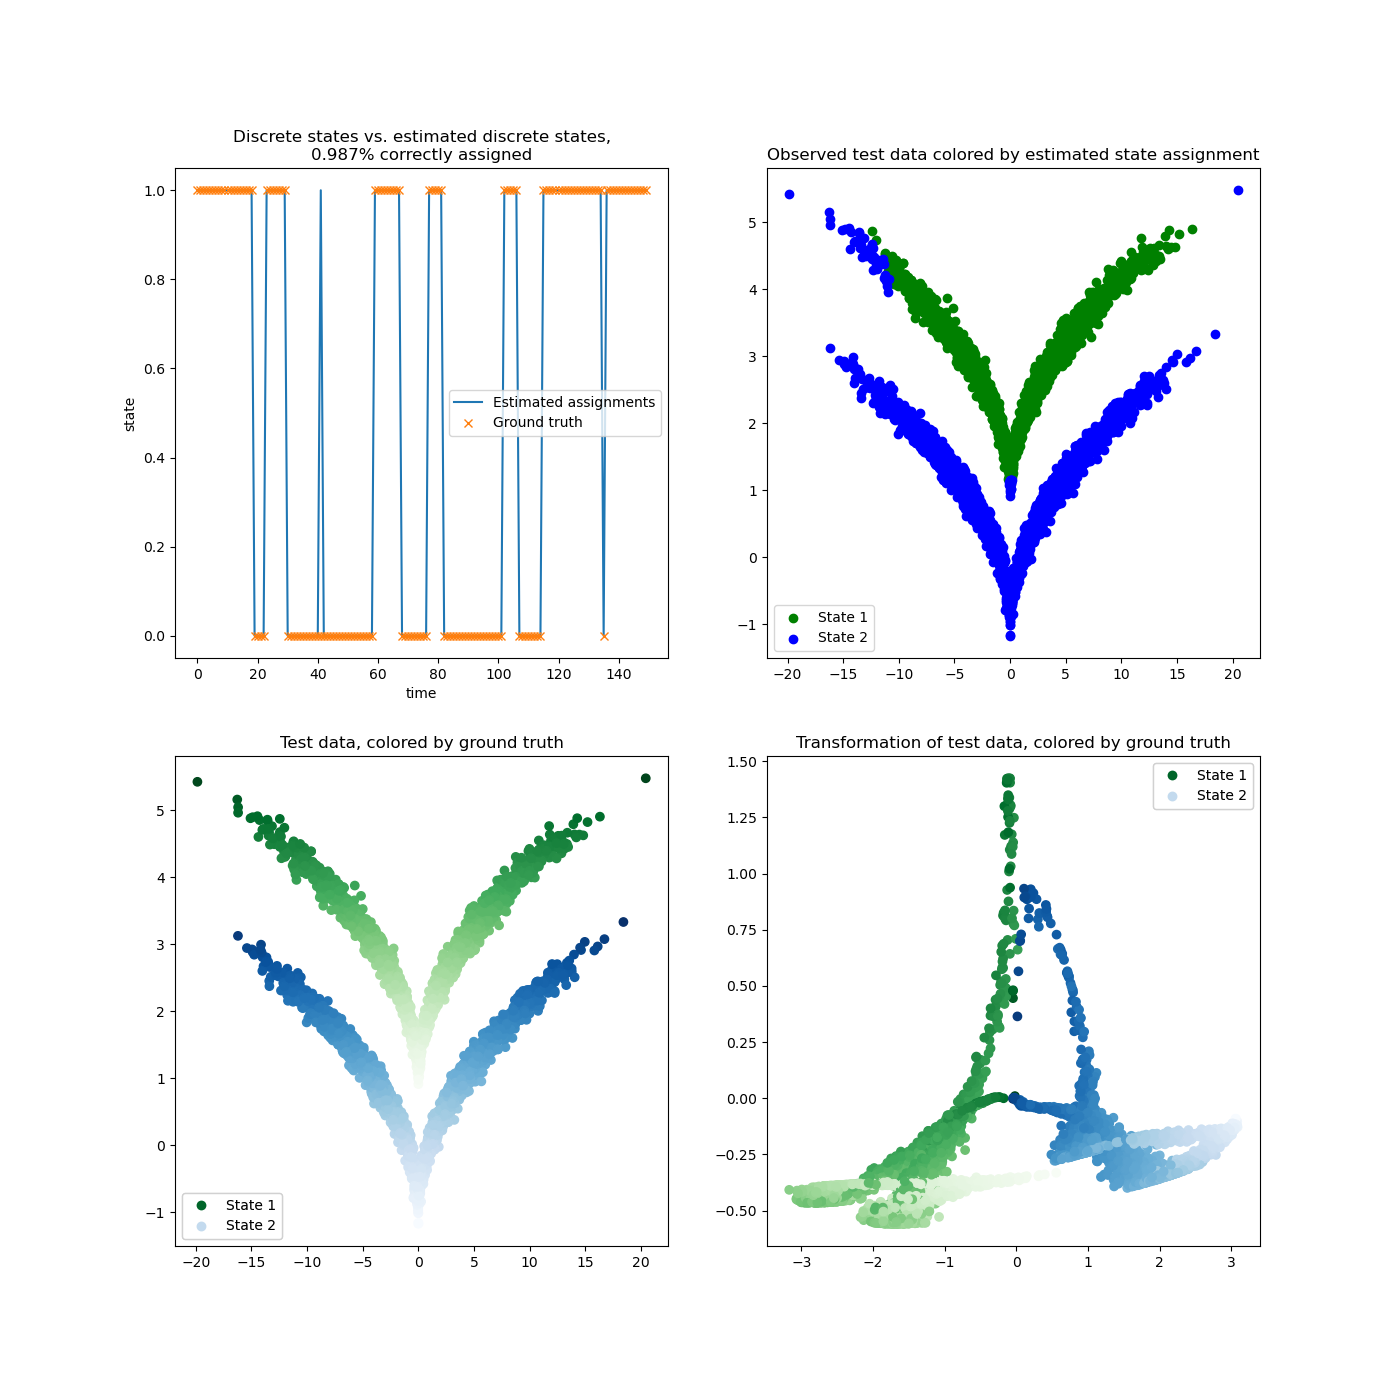 Discrete states vs. estimated discrete states,
0.987% correctly assigned
1.0
0.8
0.6
0.4
0.2
0.0
state
Estimated assignments
Ground truth
0 20 40 60 80 100 120 140
time
Observed test data colored by estimated state assignment
5
4
3
2
1
0
−1
State 1
State 2
−20 −15 −10 −5 0 5 10 15 20
Test data, colored by ground truth
5
4
3
2
1
0
−1
State 1
State 2
−20 −15 −10 −5 0 5 10 15 20
Transformation of test data, colored by ground truth
1.50
1.25
1.00
0.75
0.50
0.25
0.00
−0.25
−0.50
State 1
State 2
−3 −2 −1 0 1 2 3